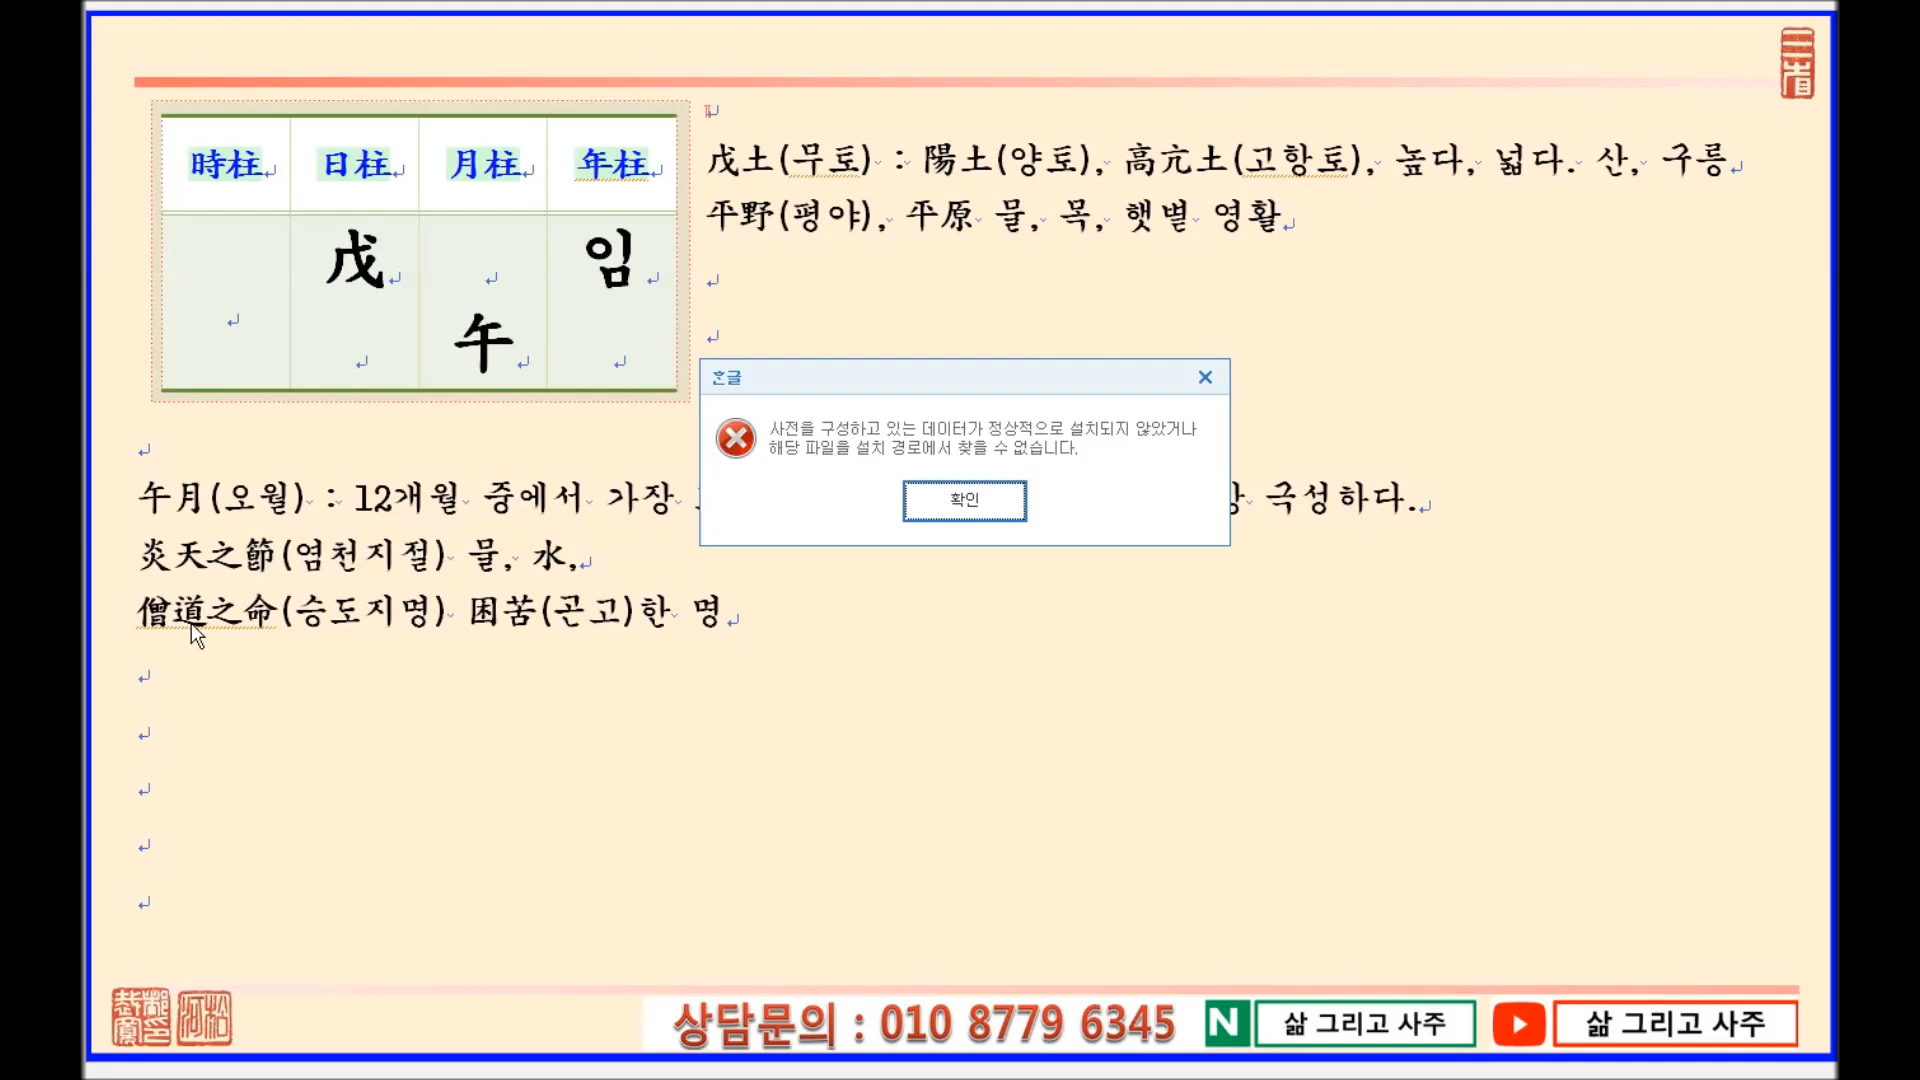 時柱 日柱 月柱 年柱
戊 임
午
戊土(무토) : 陽土(양토), 高亢土(고항토), 높다, 넓다. 산, 구릉
平野(평야), 平原 물, 목, 햇볕 영활
한글
사전을 구성하고 있는 데이터가 정상적으로 설치되지 않았거나
해당 파일을 설치 경로에서 찾을 수 없습니다.
확인
午月(오월) : 12개월 중에서 가장 극성하다.
炎天之節(염천지절) 물, 水,
僧道之命(승도지명) 困苦(곤고)한 명
상담문의 : 010 8779 6345 N 삶 그리고 사주 삶 그리고 사주